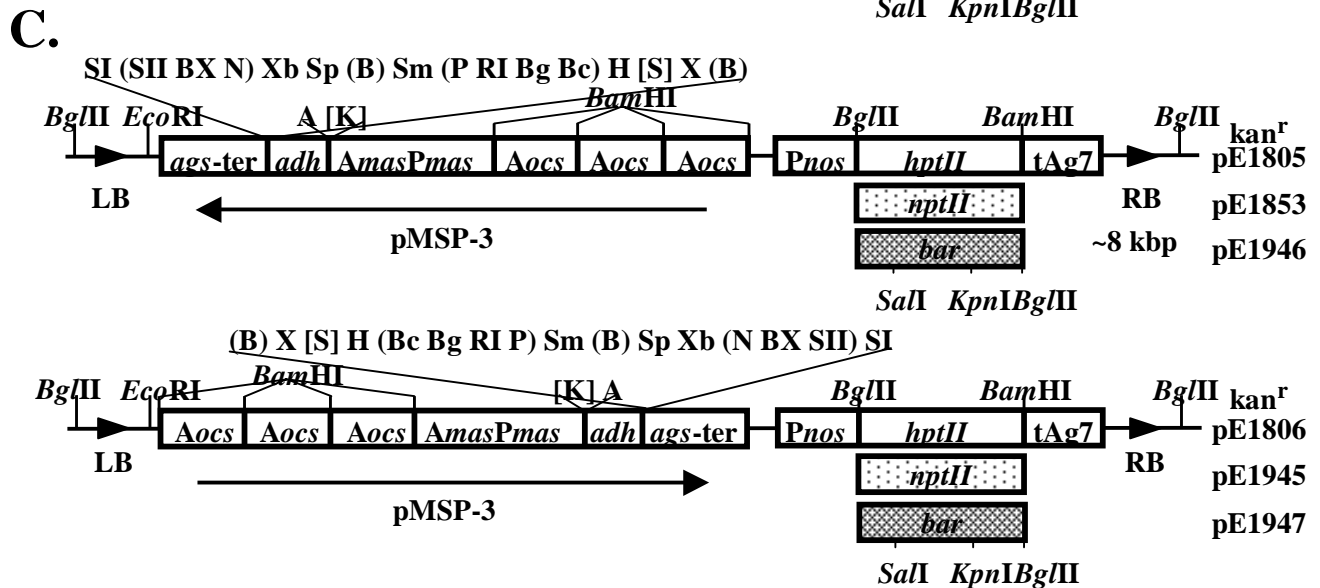 SalI KpnIBglII
C.
SI (SII BX N) Xb Sp (B) Sm (P RI Bg Bc) H [S] X (B)
BamHI
BglII EcoRI A [K] BglII BamHI BglII kanr
ags-ter adh AmasPmas Aocs Aocs Aocs Pnos hptII tAg7 pE1805
LB nptII RB pE1853
pMSP-3 bar ~8 kbp pE1946
SalI KpnIBglII
(B) X [S] H (Bc Bg RI P) Sm (B) Sp Xb (N BX SII) SI
BamHI
BglII EcoRI [K] A BglII BamHI BglII kanr
Aocs Aocs Aocs AmasPmas adh ags-ter Pnos hptII tAg7 pE1806
LB nptII RB pE1945
pMSP-3 bar pE1947
SalI KpnIBglII